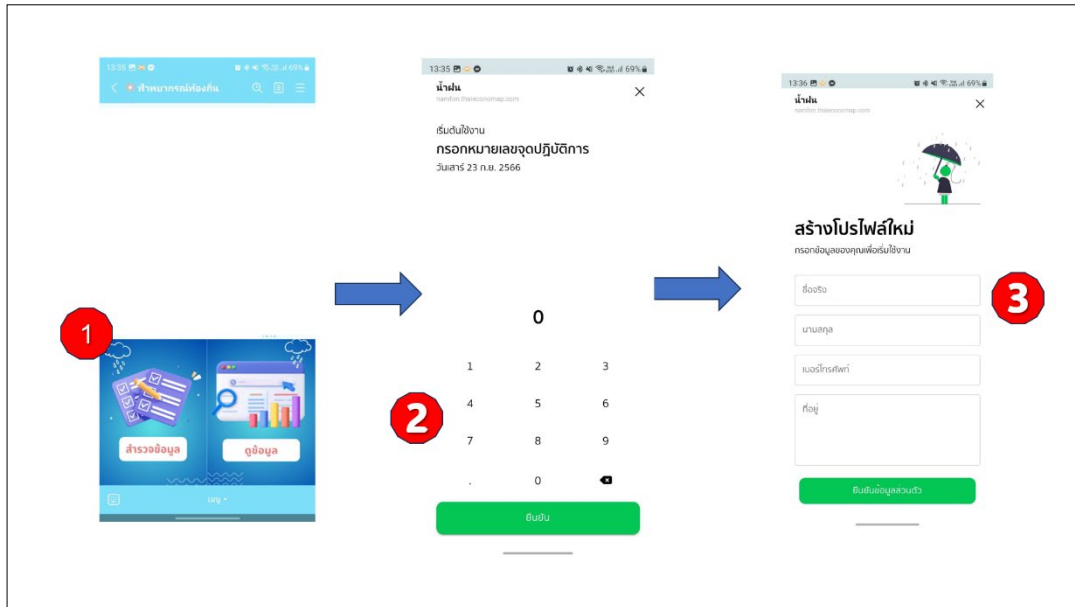 13:35
69%
ทำหมากรณ์ท้องถิ่น
1
สำรวจข้อมูล
ดูข้อมูล
เมนู
13:35
69%
น้ำฝน
namfon.thaieconomap.com
เริ่มต้นใช้งาน
กรอกหมายเลขจุดปฏิบัติการ
วันเสาร์ 23 ก.ย. 2566
0
1 2 3
4 5 6
7 8 9
. 0
2
ยืนยัน
13:36
69%
น้ำฝน
namfon.thaieconomap.com
สร้างโปรไฟล์ใหม่
กรอกข้อมูลของคุณเพื่อเริ่มใช้งาน
ชื่อจริง
นามสกุล
เบอร์โทรศัพท์
ที่อยู่
3
ยืนยันข้อมูลส่วนตัว